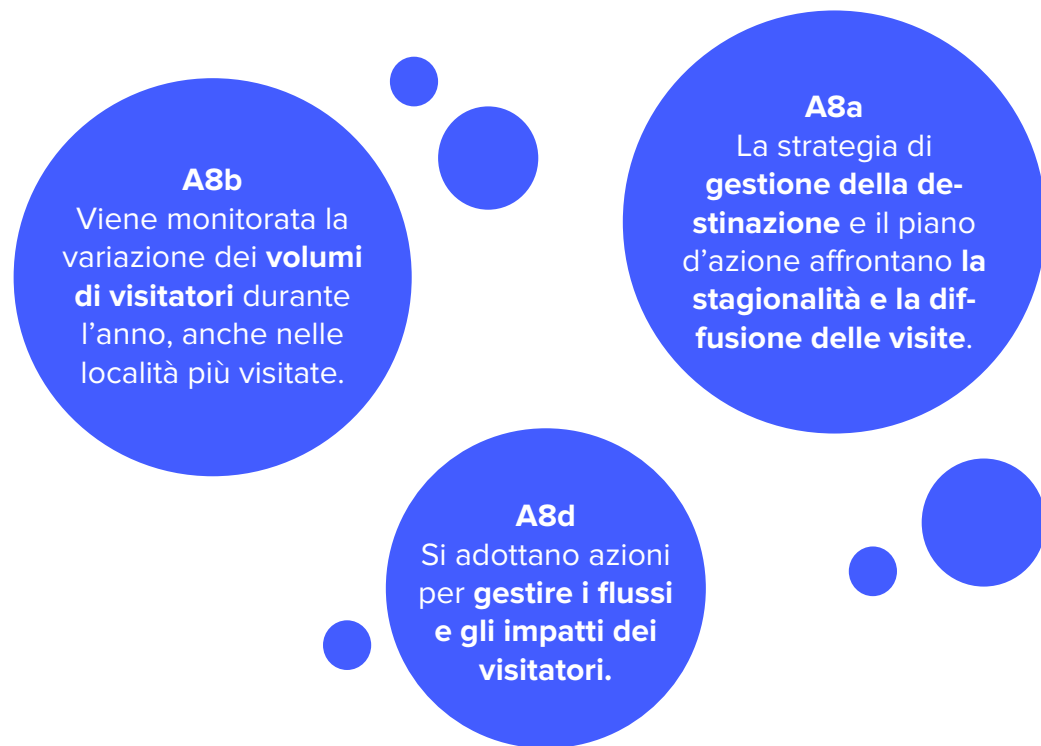 A8b
Viene monitorata la
variazione dei volumi
di visitatori durante
l’anno, anche nelle
località più visitate.
A8a
La strategia di
gestione della de-
stinazione e il piano
d’azione affrontano la
stagionalità e la dif-
fusione delle visite.
A8d
Si adottano azioni
per gestire i flussi
e gli impatti dei
visitatori.